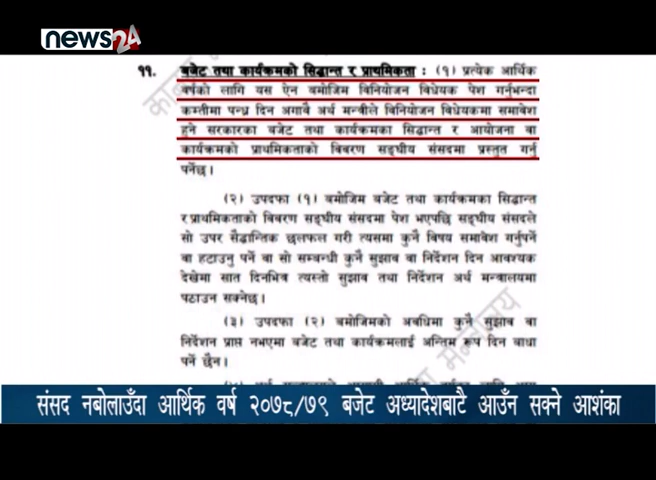 news24
११. बजेट तथा कार्यक्रमको सिद्धान्त र प्राथमिकता : (१) प्रत्येक आर्थिक
वर्षको लागि यस ऐन बमोजिम विनियोजन विधेयक पेश गर्नुभन्दा
कम्तीमा पन्ध्र दिन अगावै अर्थ मन्त्रीले विनियोजन विधेयकमा समावेश
हुने सरकारका बजेट तथा कार्यक्रमका सिद्धान्त र आयोजना वा
कार्यक्रमको प्राथमिकताको विवरण सङ्घीय संसदमा प्रस्तुत गर्नु
पर्नेछ ।
(२) उपदफा (१) बमोजिम बजेट तथा कार्यक्रमका सिद्धान्त
र प्राथमिकताको विवरण सङ्घीय संसदमा पेश भएपछि सङ्घीय संसदले
सो उपर सैद्धान्तिक छलफल गरी त्यसमा कुनै विषय समावेश गर्नुपर्ने
वा हटाउनु पर्ने वा सो सम्बन्धी कुनै सुझाव वा निर्देशन दिन आवश्यक
देखेमा सात दिनभित्र त्यस्तो सुझाव तथा निर्देशन अर्थ मन्त्रालयमा
पठाउन सक्नेछ ।
(३) उपदफा (२) बमोजिमको अवधिमा कुनै सुझाव वा
निर्देशन प्राप्त नभएमा बजेट तथा कार्यक्रमलाई अन्तिम रूप दिन बाधा
पर्ने छैन ।
संसद नबोलाउँदा आर्थिक वर्ष २०७८/७९ बजेट अध्यादेशबाटै आउँन सक्ने आशंका